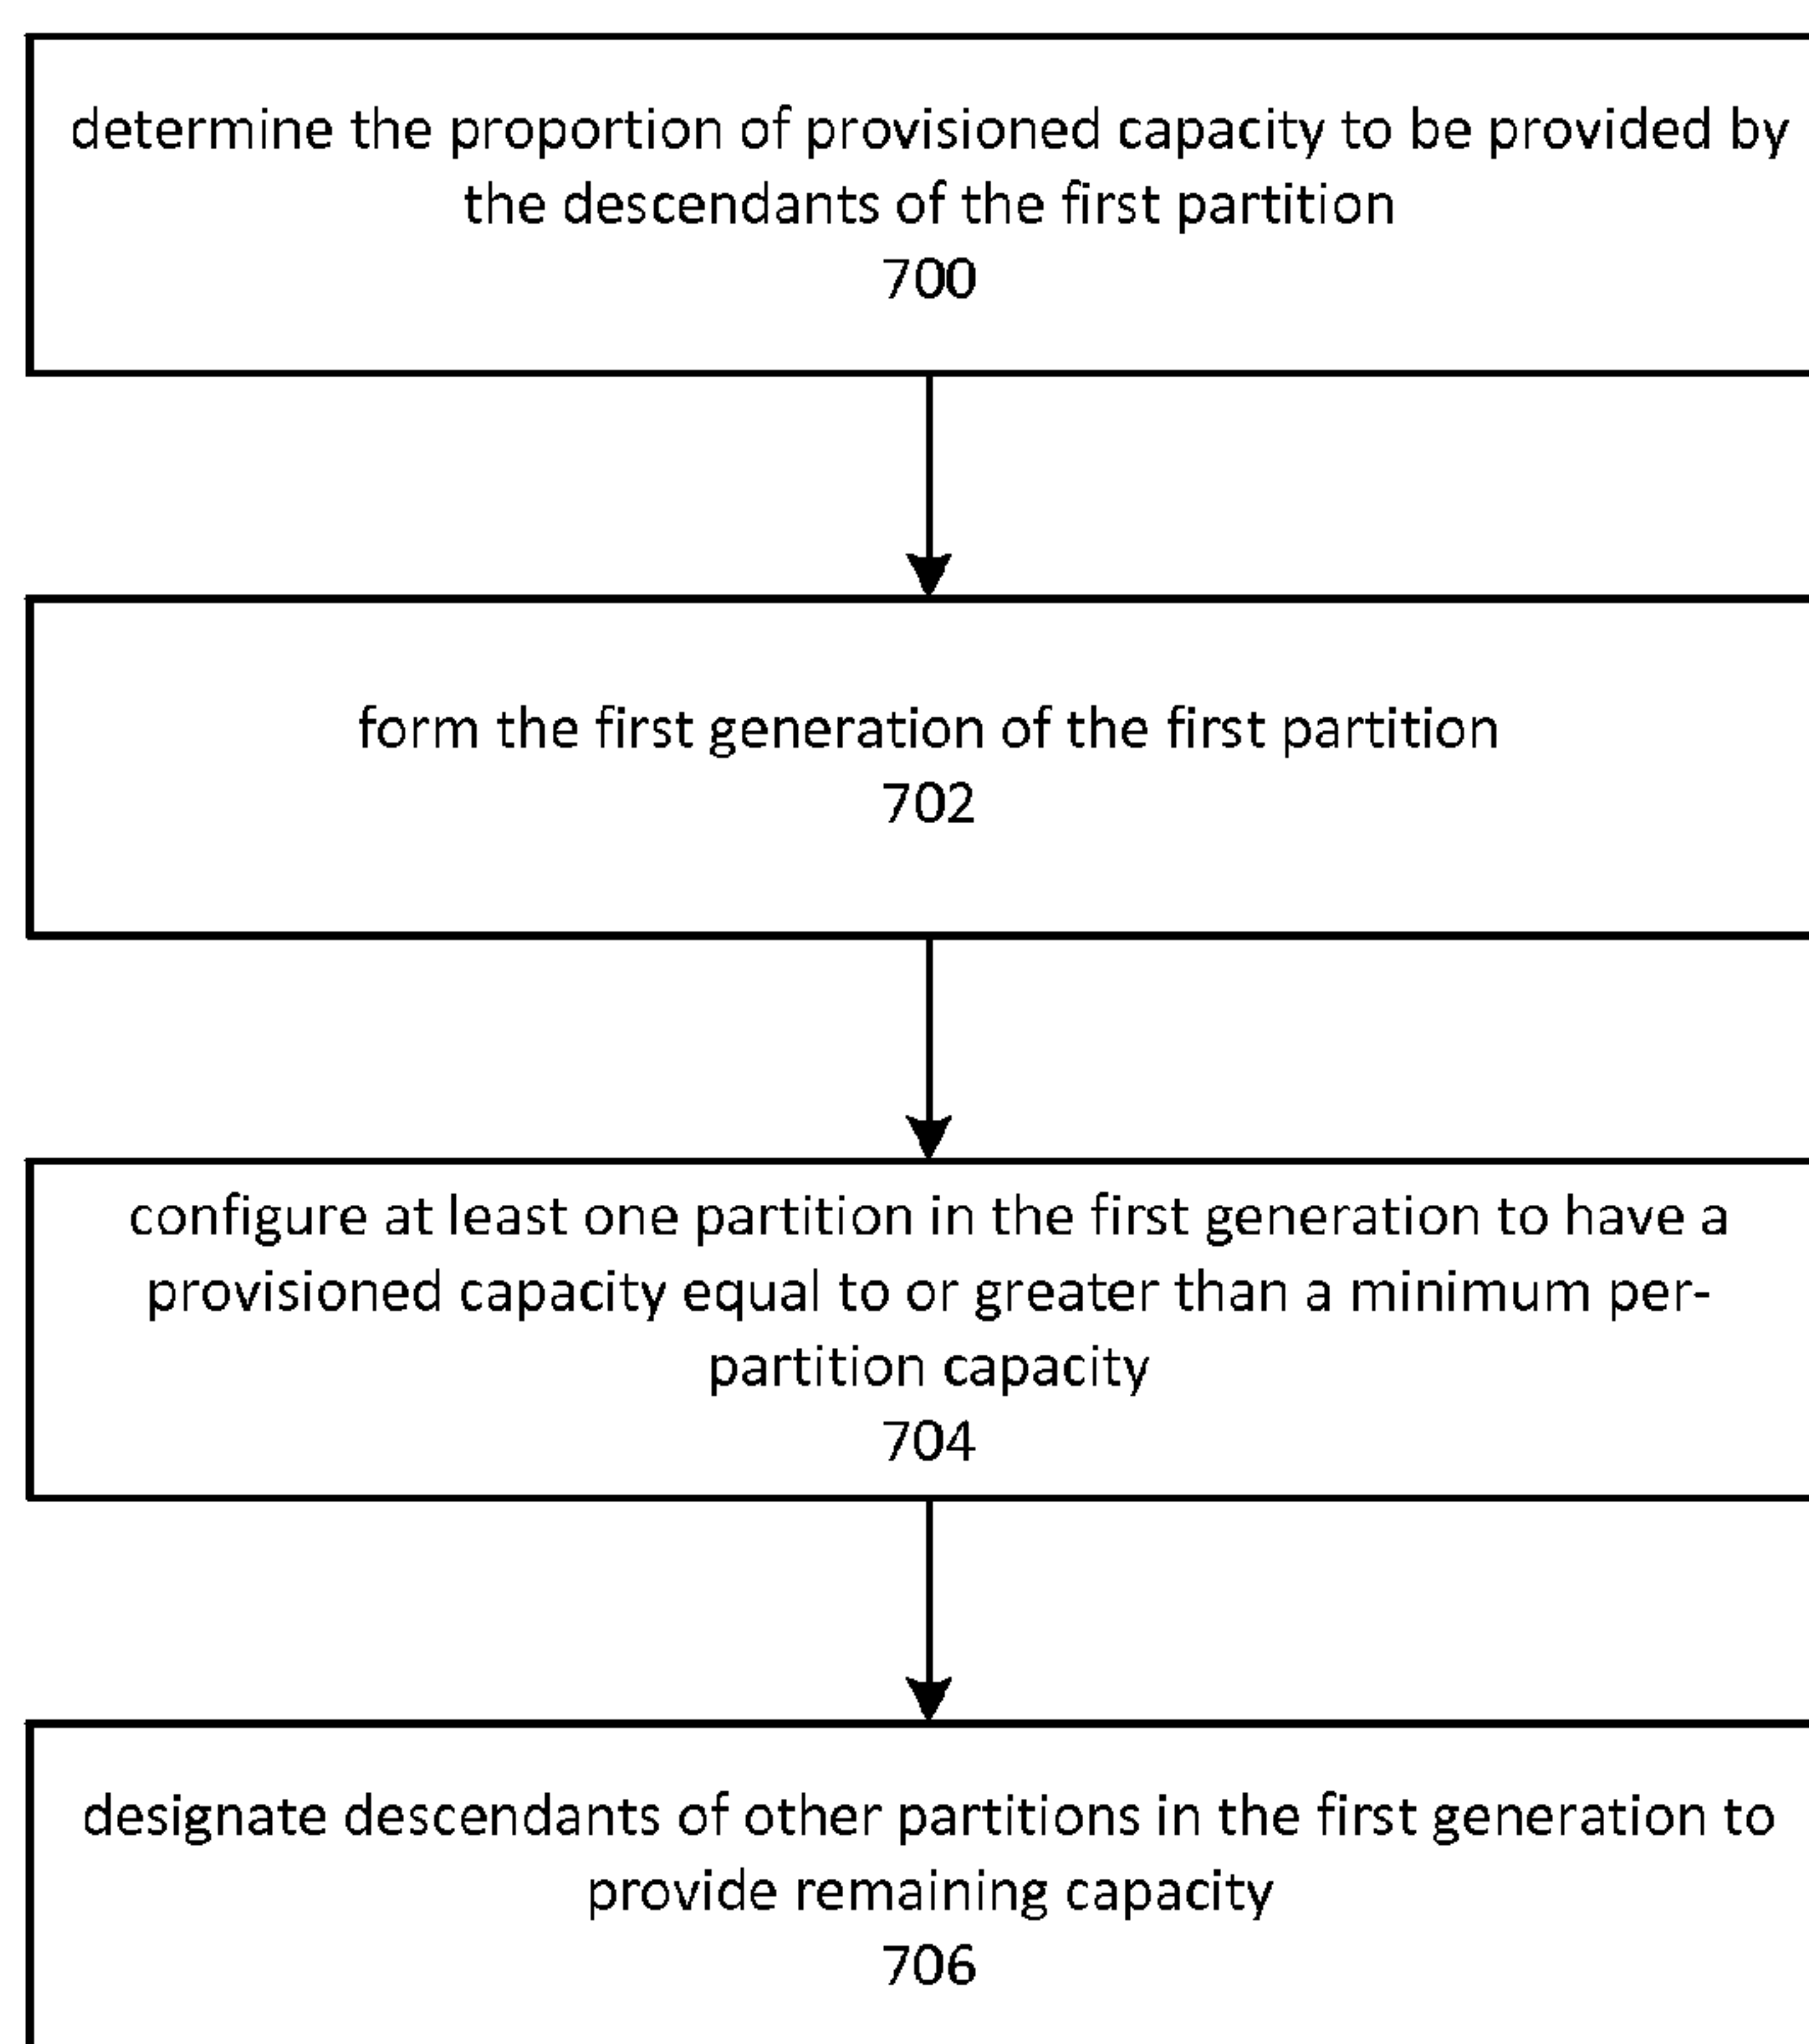 determine the proportion of provisioned capacity to be provided by
the descendants of the first partition
700
form the first generation of the first partition
702
configure at least one partition in the first generation to have a
provisioned capacity equal to or greater than a minimum per-
partition capacity
704
designate descendants of other partitions in the first generation to
provide remaining capacity
706